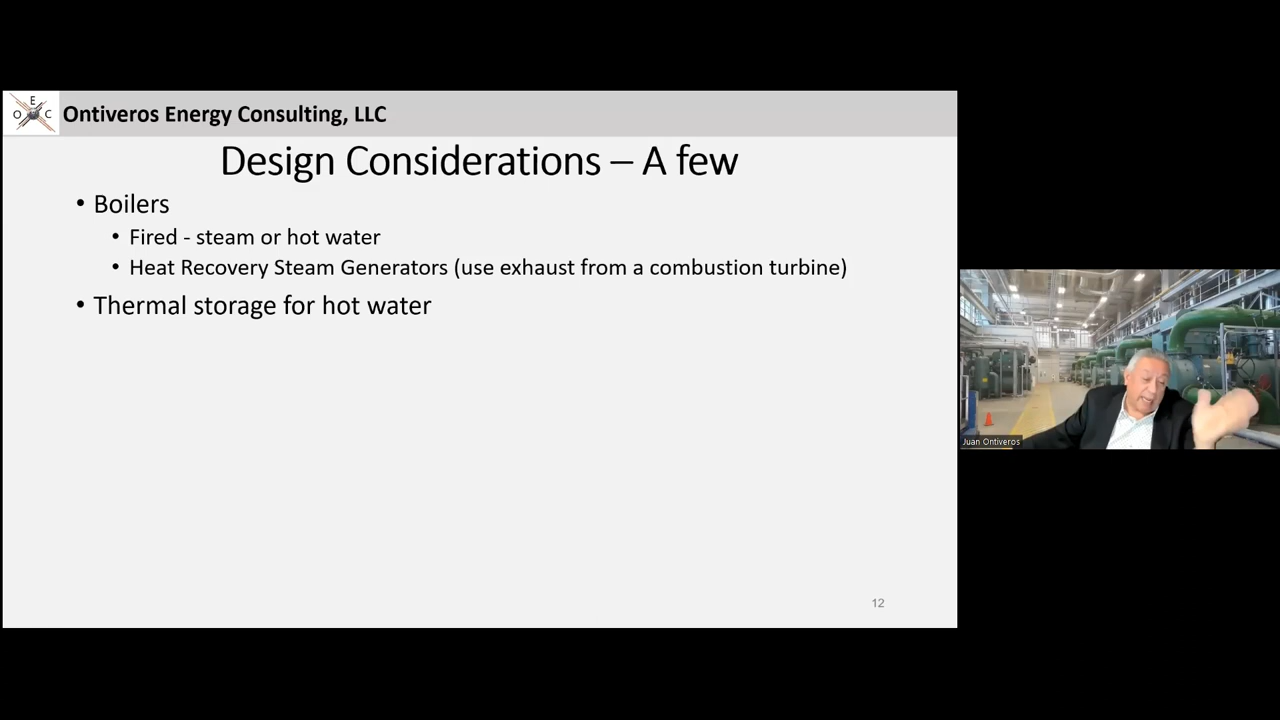 E
O C
Ontiveros Energy Consulting, LLC
Design Considerations – A few
• Boilers
• Fired - steam or hot water
• Heat Recovery Steam Generators (use exhaust from a combustion turbine)
• Thermal storage for hot water
12
Juan Ontiveros